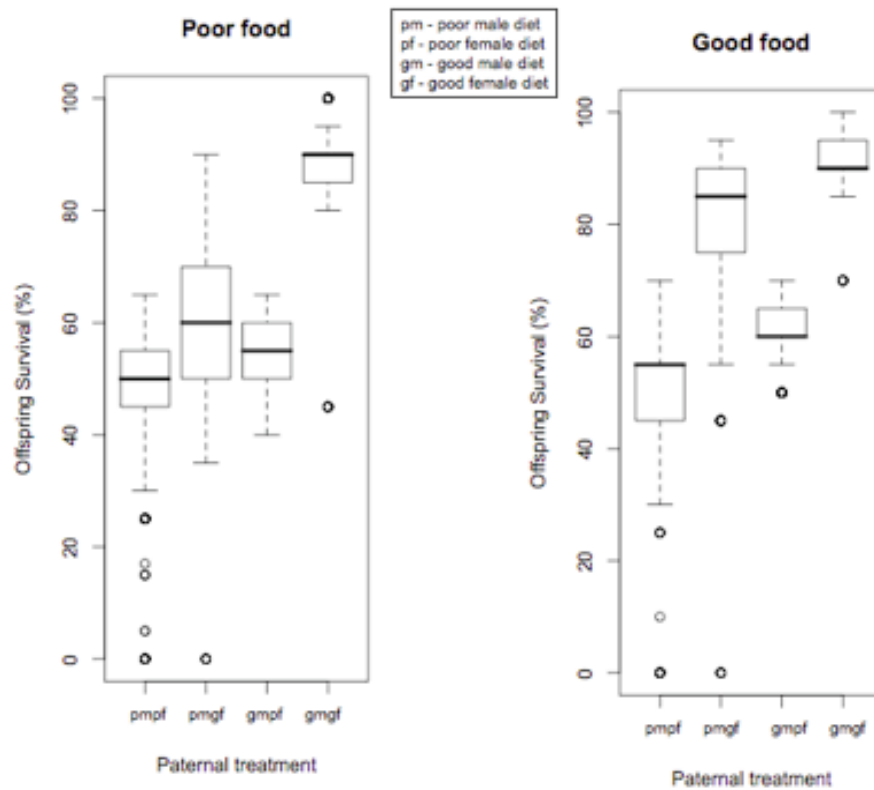 Poor food
pm - poor male diet
pf - poor female diet
gm - good male diet
gf - good female diet
Good food
Offspring Survival (%)
100
80
60
40
20
0
pmpf pmgf gmpf gmgf
Paternal treatment
Offspring Survival (%)
100
80
60
40
20
0
pmpf pmgf gmpf gmgf
Paternal treatment